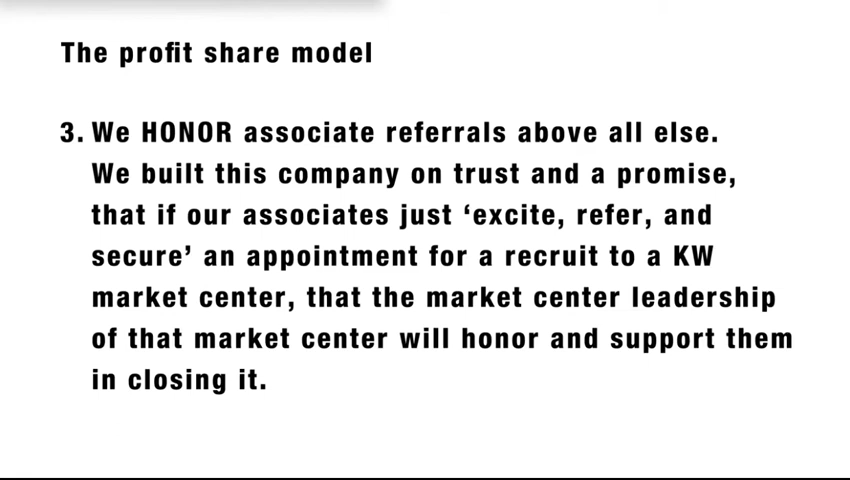 The profit share model
3. We HONOR associate referrals above all else.
We built this company on trust and a promise,
that if our associates just ‘excite, refer, and
secure’ an appointment for a recruit to a KW
market center, that the market center leadership
of that market center will honor and support them
in closing it.